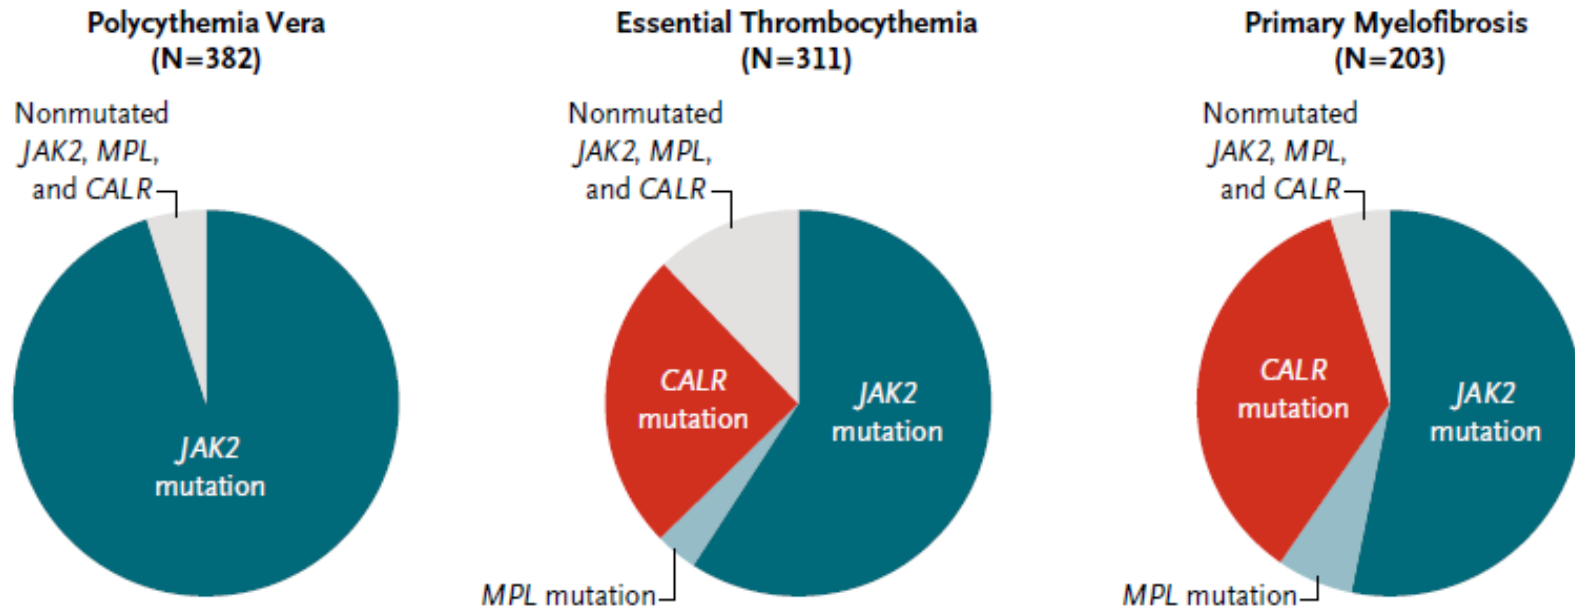 Polycythemia Vera
(N=382)
Nonmutated
JAK2, MPL,
and CALR
JAK2
mutation
Essential Thrombocythemia
(N=311)
Nonmutated
JAK2, MPL,
and CALR
CALR
mutation
JAK2
mutation
MPL mutation
Primary Myelofibrosis
(N=203)
Nonmutated
JAK2, MPL,
and CALR
CALR
mutation
JAK2
mutation
MPL mutation